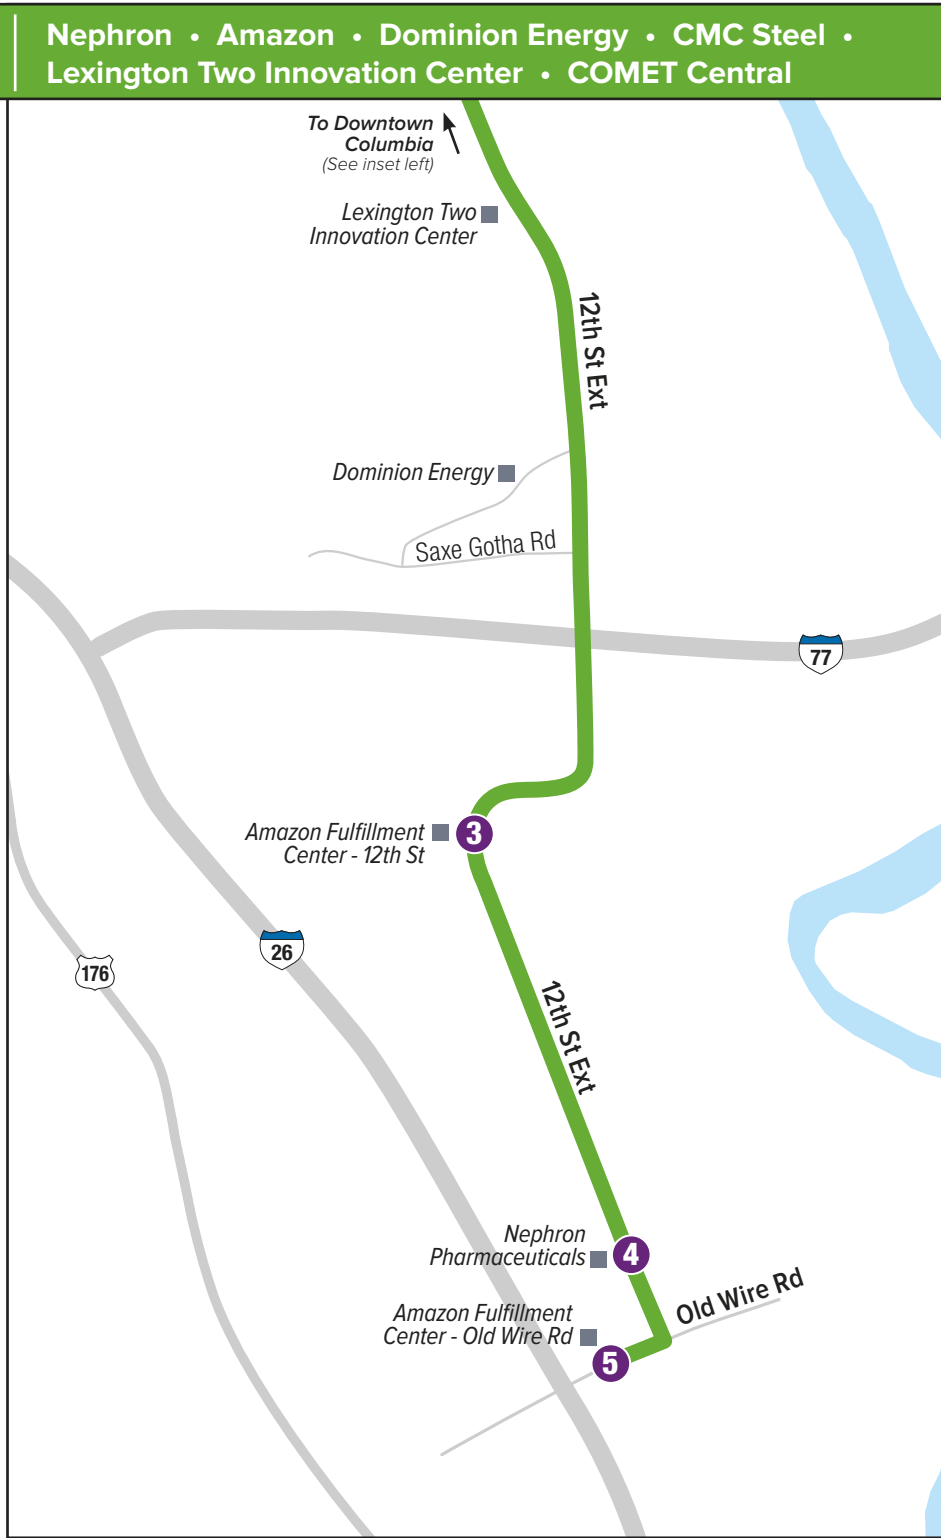 Nephron • Amazon • Dominion Energy • CMC Steel •
Lexington Two Innovation Center • COMET Central
To Downtown
Columbia
(See inset left)
Lexington Two
Innovation Center
12th St Ext
Dominion Energy
Saxe Gotha Rd
77
Amazon Fulfillment
Center - 12th St
3
26
176
12th St Ext
Nephron
Pharmaceuticals
4
Old Wire Rd
Amazon Fulfillment
Center - Old Wire Rd
5